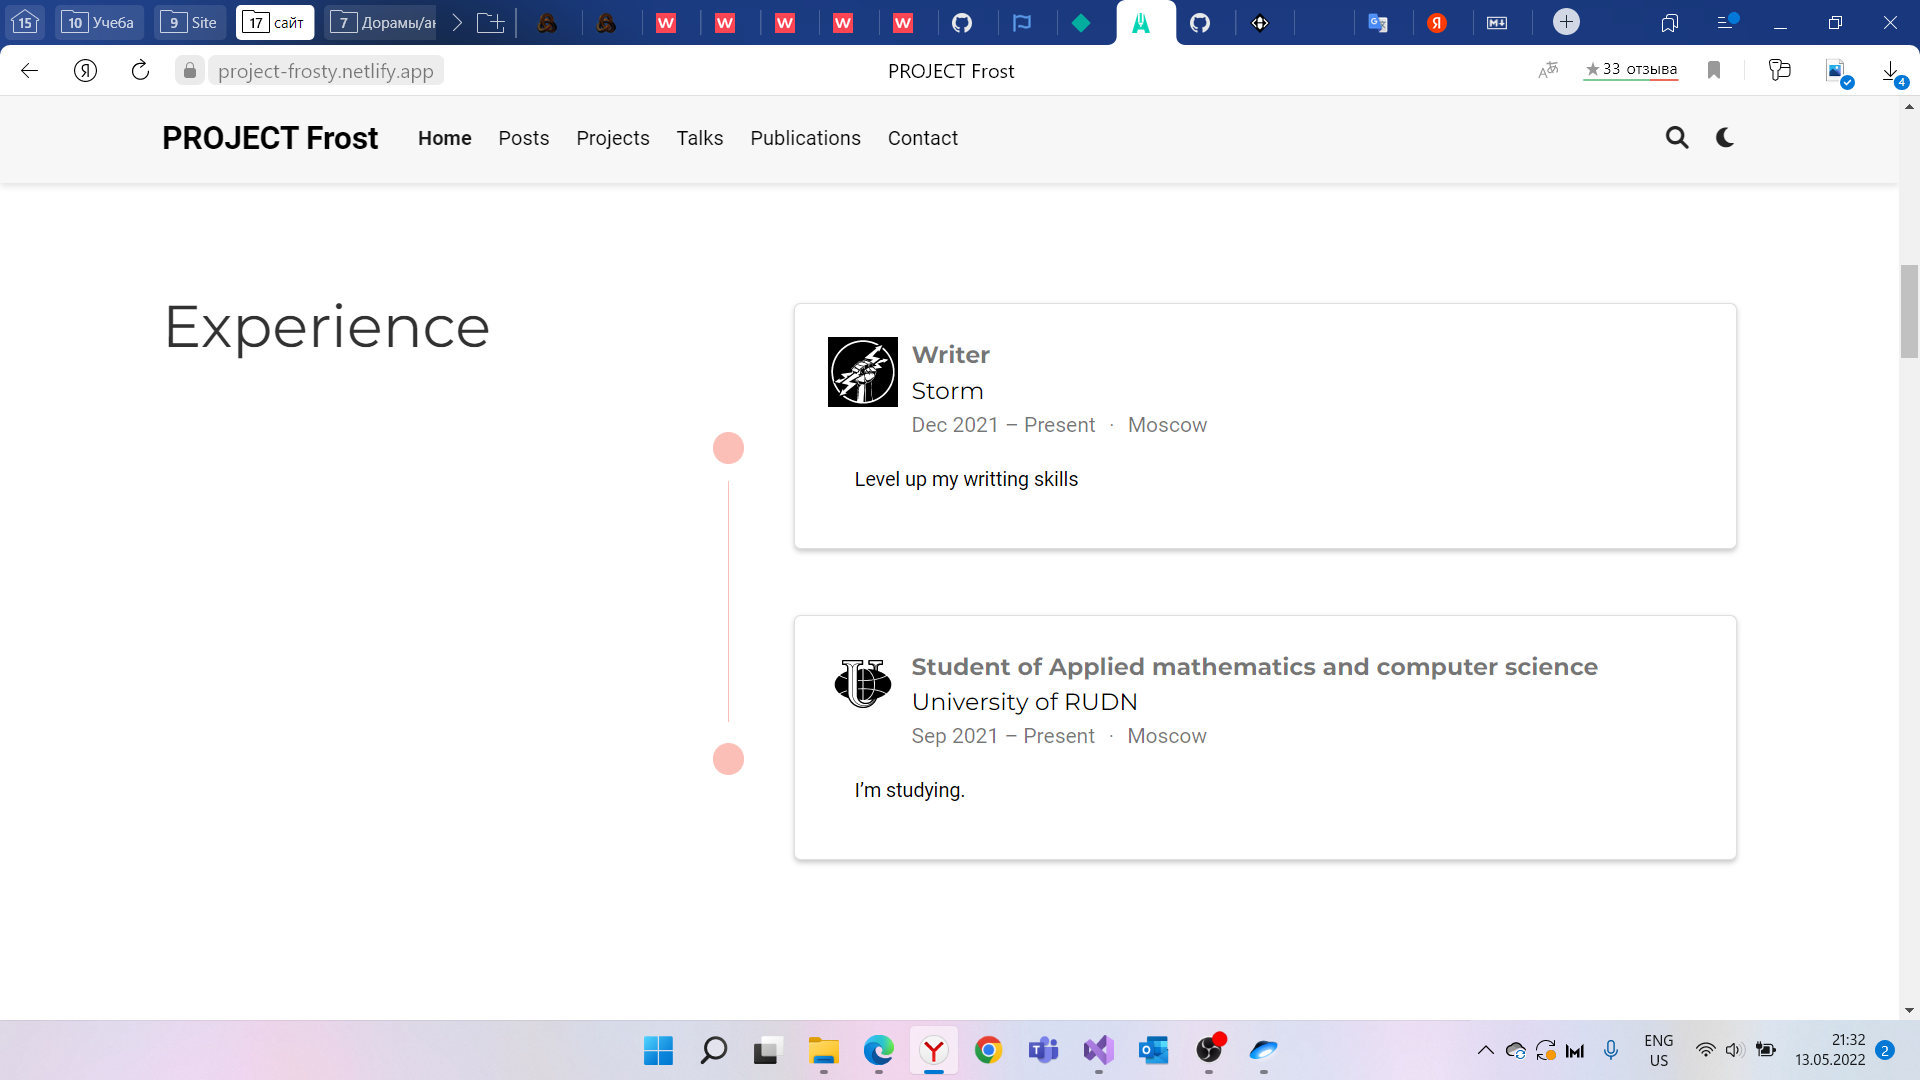 15
10 Учеба
9 Site
17 сайт
7 Дорамы/ан
project-frosty.netlify.app
PROJECT Frost
33 отзыва
4
PROJECT Frost
Home
Posts
Projects
Talks
Publications
Contact
Experience
Writer
Storm
Dec 2021 – Present · Moscow
Level up my writting skills
Student of Applied mathematics and computer science
University of RUDN
Sep 2021 – Present · Moscow
I’m studying.
ENG
US
21:32
13.05.2022
2